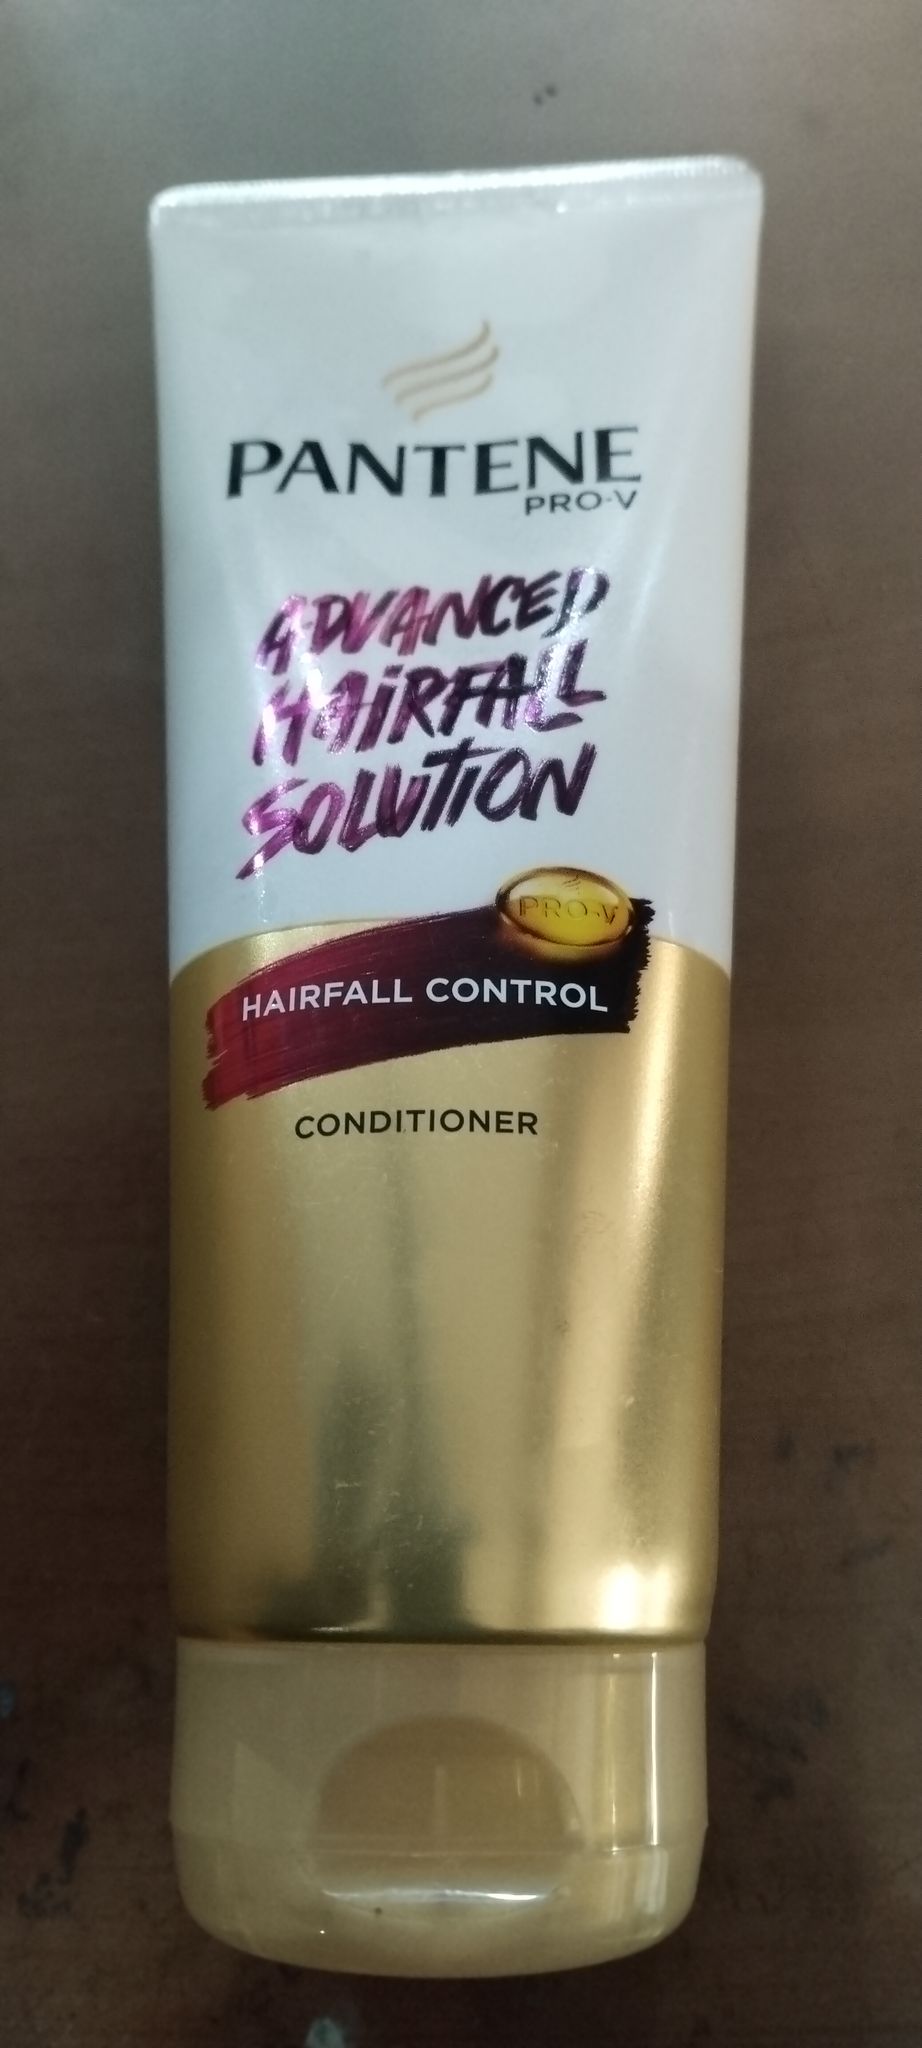 PANTENE
PRO-V
ADVANCED
HAIRFALL
SOLUTION
PRO-V
HAIRFALL CONTROL
CONDITIONER